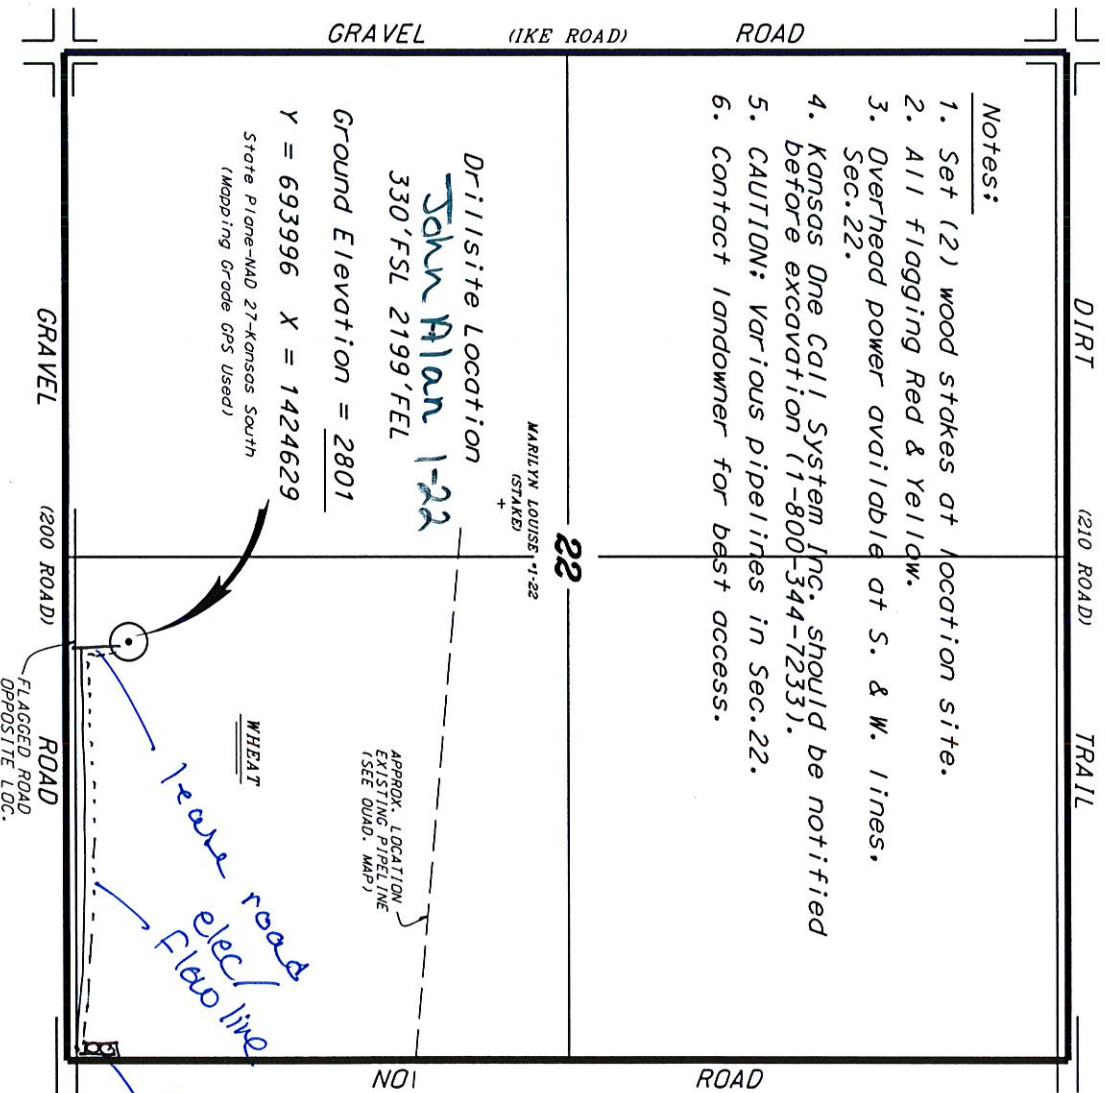 DIRT (210 ROAD) TRAIL
Notes:
1. Set (2) wood stakes at location site.
2. All flagging Red & Yellow.
3. Overhead power available at S. & W. lines,
Sec.22.
4. Kansas One Call System Inc. should be notified
before excavation (1-800-344-7233).
5. CAUTION: Various pipelines in Sec.22.
6. Contact landowner for best access.
GRAVEL (IKE ROAD) ROAD
22
MARILYN LOUISE #1-22
(STAKE)
+
Drillsite Location
John Alan 1-22
330'FSL 2199'FEL
Ground Elevation = 2801
Y = 693996 X = 1424629
State Plane-NAD 27-Kansas South
(Mapping Grade GPS Used)
APPROX. LOCATION
EXISTING PIPELINE
(SEE QUAD. MAP)
WHEAT
lease road
elec/
flow line
GRAVEL (200 ROAD) ROAD
FLAGGED ROAD
OPPOSITE LOC.
NO ROAD